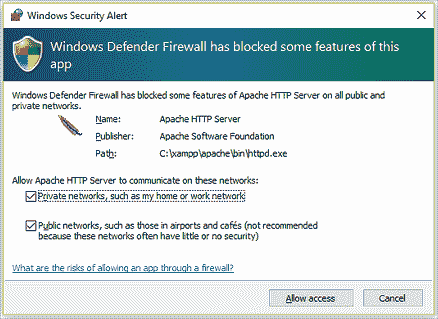 Windows Security Alert
Windows Defender Firewall has blocked some features of this
app
Windows Defender Firewall has blocked some features of Apache HTTP Server on all public and
private networks.
Name: Apache HTTP Server
Publisher: Apache Software Foundation
Path: C:\xampp\apache\bin\httpd.exe
Allow Apache HTTP Server to communicate on these networks:
Private networks, such as my home or work network
Public networks, such as those in airports and cafés (not recommended
because these networks often have little or no security)
What are the risks of allowing an app through a firewall?
Allow access Cancel